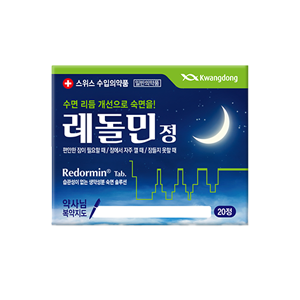 스위스 수입의약품 일반의약품 Kwangdong
수면 리듬 개선으로 숙면을!
레돌민 정
편안한 잠이 필요할 때 / 잠에서 자주 깰 때 / 잠들지 못할 때
Redormin® Tab.
습관성이 없는 생약성분 숙면 솔루션
약사님
복약지도
20정